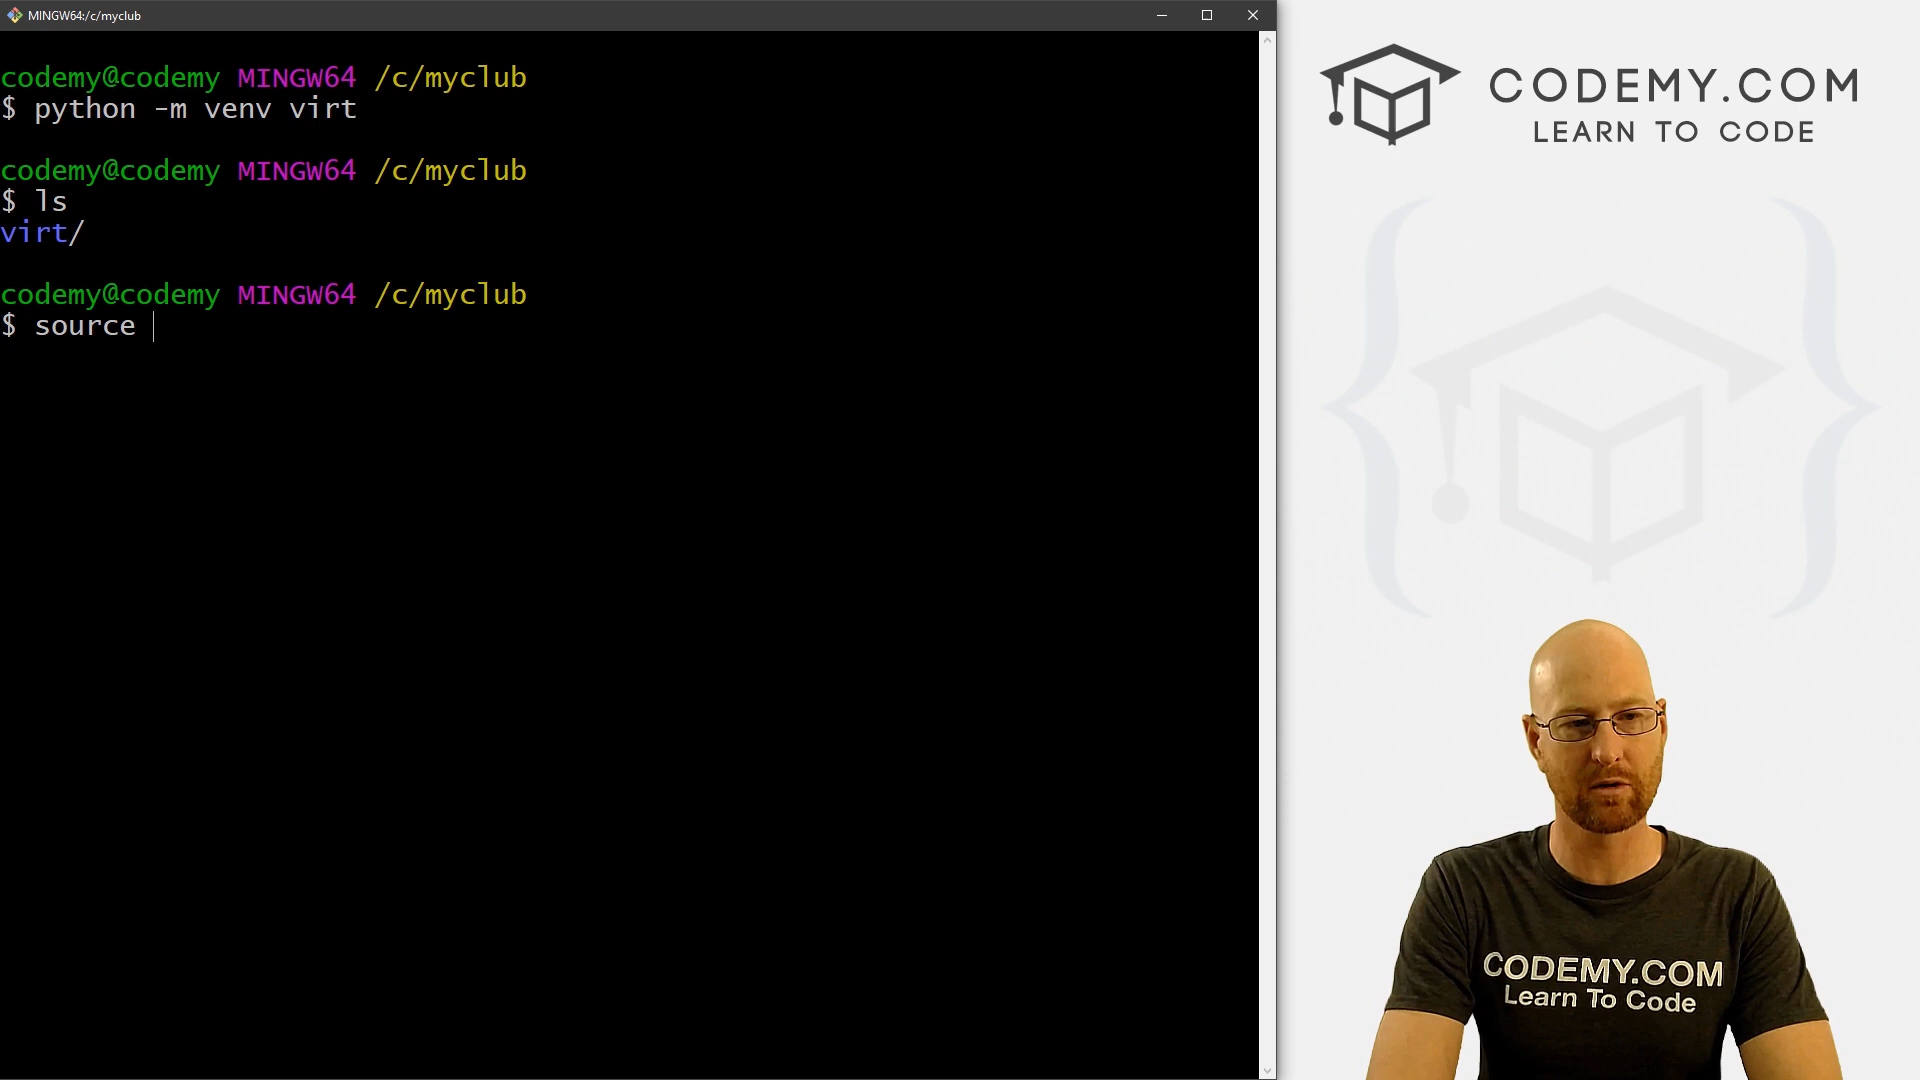 MINGW64:/c/myclub
codemy@codemy MINGW64 /c/myclub
$ python -m venv virt
codemy@codemy MINGW64 /c/myclub
$ ls
virt/
codemy@codemy MINGW64 /c/myclub
$ source
CODEMY.COM
LEARN TO CODE
CODEMY.COM
Learn To Code